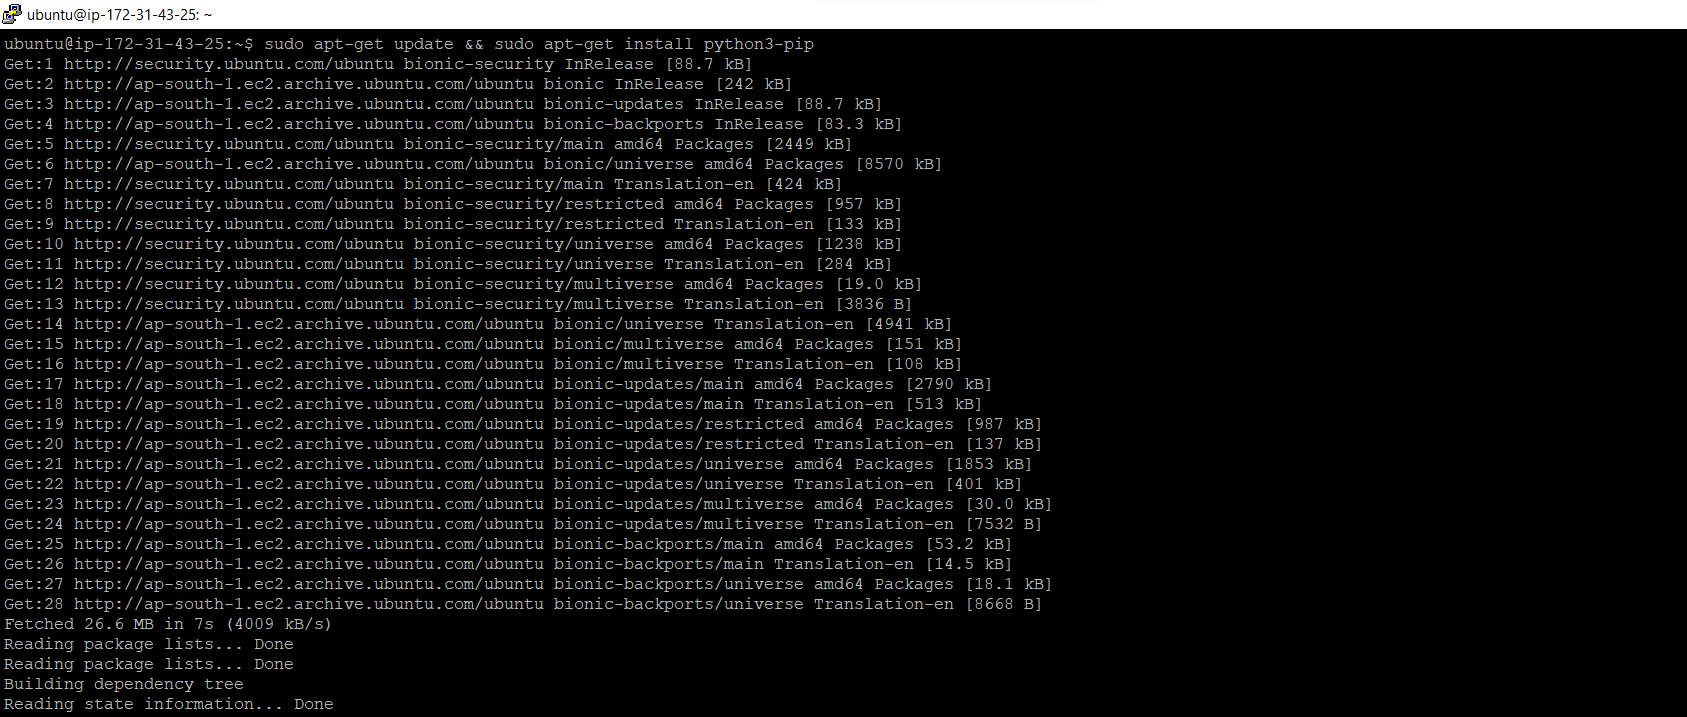 ubuntu@ip-172-31-43-25: ~
ubuntu@ip-172-31-43-25:~$ sudo apt-get update && sudo apt-get install python3-pip
Get:1 http://security.ubuntu.com/ubuntu bionic-security InRelease [88.7 kB]
Get:2 http://ap-south-1.ec2.archive.ubuntu.com/ubuntu bionic InRelease [242 kB]
Get:3 http://ap-south-1.ec2.archive.ubuntu.com/ubuntu bionic-updates InRelease [88.7 kB]
Get:4 http://ap-south-1.ec2.archive.ubuntu.com/ubuntu bionic-backports InRelease [83.3 kB]
Get:5 http://security.ubuntu.com/ubuntu bionic-security/main amd64 Packages [2449 kB]
Get:6 http://ap-south-1.ec2.archive.ubuntu.com/ubuntu bionic/universe amd64 Packages [8570 kB]
Get:7 http://security.ubuntu.com/ubuntu bionic-security/main Translation-en [424 kB]
Get:8 http://security.ubuntu.com/ubuntu bionic-security/restricted amd64 Packages [957 kB]
Get:9 http://security.ubuntu.com/ubuntu bionic-security/restricted Translation-en [133 kB]
Get:10 http://security.ubuntu.com/ubuntu bionic-security/universe amd64 Packages [1238 kB]
Get:11 http://security.ubuntu.com/ubuntu bionic-security/universe Translation-en [284 kB]
Get:12 http://security.ubuntu.com/ubuntu bionic-security/multiverse amd64 Packages [19.0 kB]
Get:13 http://security.ubuntu.com/ubuntu bionic-security/multiverse Translation-en [3836 B]
Get:14 http://ap-south-1.ec2.archive.ubuntu.com/ubuntu bionic/universe Translation-en [4941 kB]
Get:15 http://ap-south-1.ec2.archive.ubuntu.com/ubuntu bionic/multiverse amd64 Packages [151 kB]
Get:16 http://ap-south-1.ec2.archive.ubuntu.com/ubuntu bionic/multiverse Translation-en [108 kB]
Get:17 http://ap-south-1.ec2.archive.ubuntu.com/ubuntu bionic-updates/main amd64 Packages [2790 kB]
Get:18 http://ap-south-1.ec2.archive.ubuntu.com/ubuntu bionic-updates/main Translation-en [513 kB]
Get:19 http://ap-south-1.ec2.archive.ubuntu.com/ubuntu bionic-updates/restricted amd64 Packages [987 kB]
Get:20 http://ap-south-1.ec2.archive.ubuntu.com/ubuntu bionic-updates/restricted Translation-en [137 kB]
Get:21 http://ap-south-1.ec2.archive.ubuntu.com/ubuntu bionic-updates/universe amd64 Packages [1853 kB]
Get:22 http://ap-south-1.ec2.archive.ubuntu.com/ubuntu bionic-updates/universe Translation-en [401 kB]
Get:23 http://ap-south-1.ec2.archive.ubuntu.com/ubuntu bionic-updates/multiverse amd64 Packages [30.0 kB]
Get:24 http://ap-south-1.ec2.archive.ubuntu.com/ubuntu bionic-updates/multiverse Translation-en [7532 B]
Get:25 http://ap-south-1.ec2.archive.ubuntu.com/ubuntu bionic-backports/main amd64 Packages [53.2 kB]
Get:26 http://ap-south-1.ec2.archive.ubuntu.com/ubuntu bionic-backports/main Translation-en [14.5 kB]
Get:27 http://ap-south-1.ec2.archive.ubuntu.com/ubuntu bionic-backports/universe amd64 Packages [18.1 kB]
Get:28 http://ap-south-1.ec2.archive.ubuntu.com/ubuntu bionic-backports/universe Translation-en [8668 B]
Fetched 26.6 MB in 7s (4009 kB/s)
Reading package lists... Done
Reading package lists... Done
Building dependency tree
Reading state information... Done